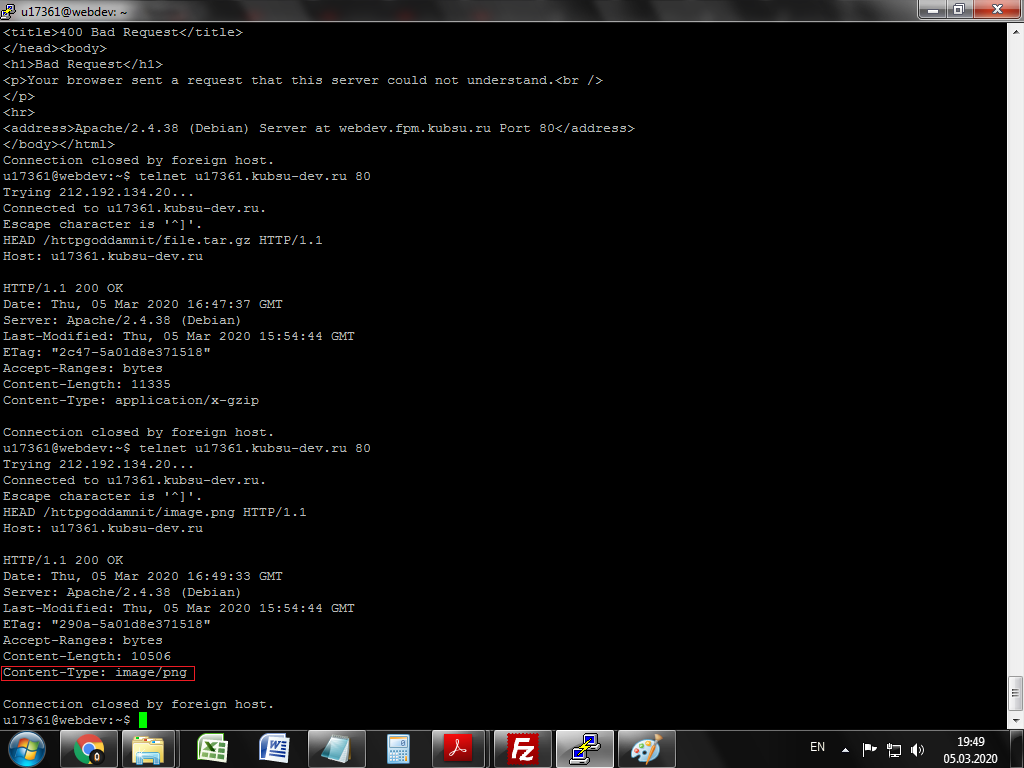 u17361@webdev: ~
<title>400 Bad Request</title>
</head><body>
<h1>Bad Request</h1>
<p>Your browser sent a request that this server could not understand.<br />
</p>
<hr>
<address>Apache/2.4.38 (Debian) Server at webdev.fpm.kubsu.ru Port 80</address>
</body></html>
Connection closed by foreign host.
u17361@webdev:~$ telnet u17361.kubsu-dev.ru 80
Trying 212.192.134.20...
Connected to u17361.kubsu-dev.ru.
Escape character is '^]'.
HEAD /httpgoddamnit/file.tar.gz HTTP/1.1
Host: u17361.kubsu-dev.ru

HTTP/1.1 200 OK
Date: Thu, 05 Mar 2020 16:47:37 GMT
Server: Apache/2.4.38 (Debian)
Last-Modified: Thu, 05 Mar 2020 15:54:44 GMT
ETag: "2c47-5a01d8e371518"
Accept-Ranges: bytes
Content-Length: 11335
Content-Type: application/x-gzip

Connection closed by foreign host.
u17361@webdev:~$ telnet u17361.kubsu-dev.ru 80
Trying 212.192.134.20...
Connected to u17361.kubsu-dev.ru.
Escape character is '^]'.
HEAD /httpgoddamnit/image.png HTTP/1.1
Host: u17361.kubsu-dev.ru

HTTP/1.1 200 OK
Date: Thu, 05 Mar 2020 16:49:33 GMT
Server: Apache/2.4.38 (Debian)
Last-Modified: Thu, 05 Mar 2020 15:54:44 GMT
ETag: "290a-5a01d8e371518"
Accept-Ranges: bytes
Content-Length: 10506
Content-Type: image/png

Connection closed by foreign host.
u17361@webdev:~$
EN
19:49
05.03.2020